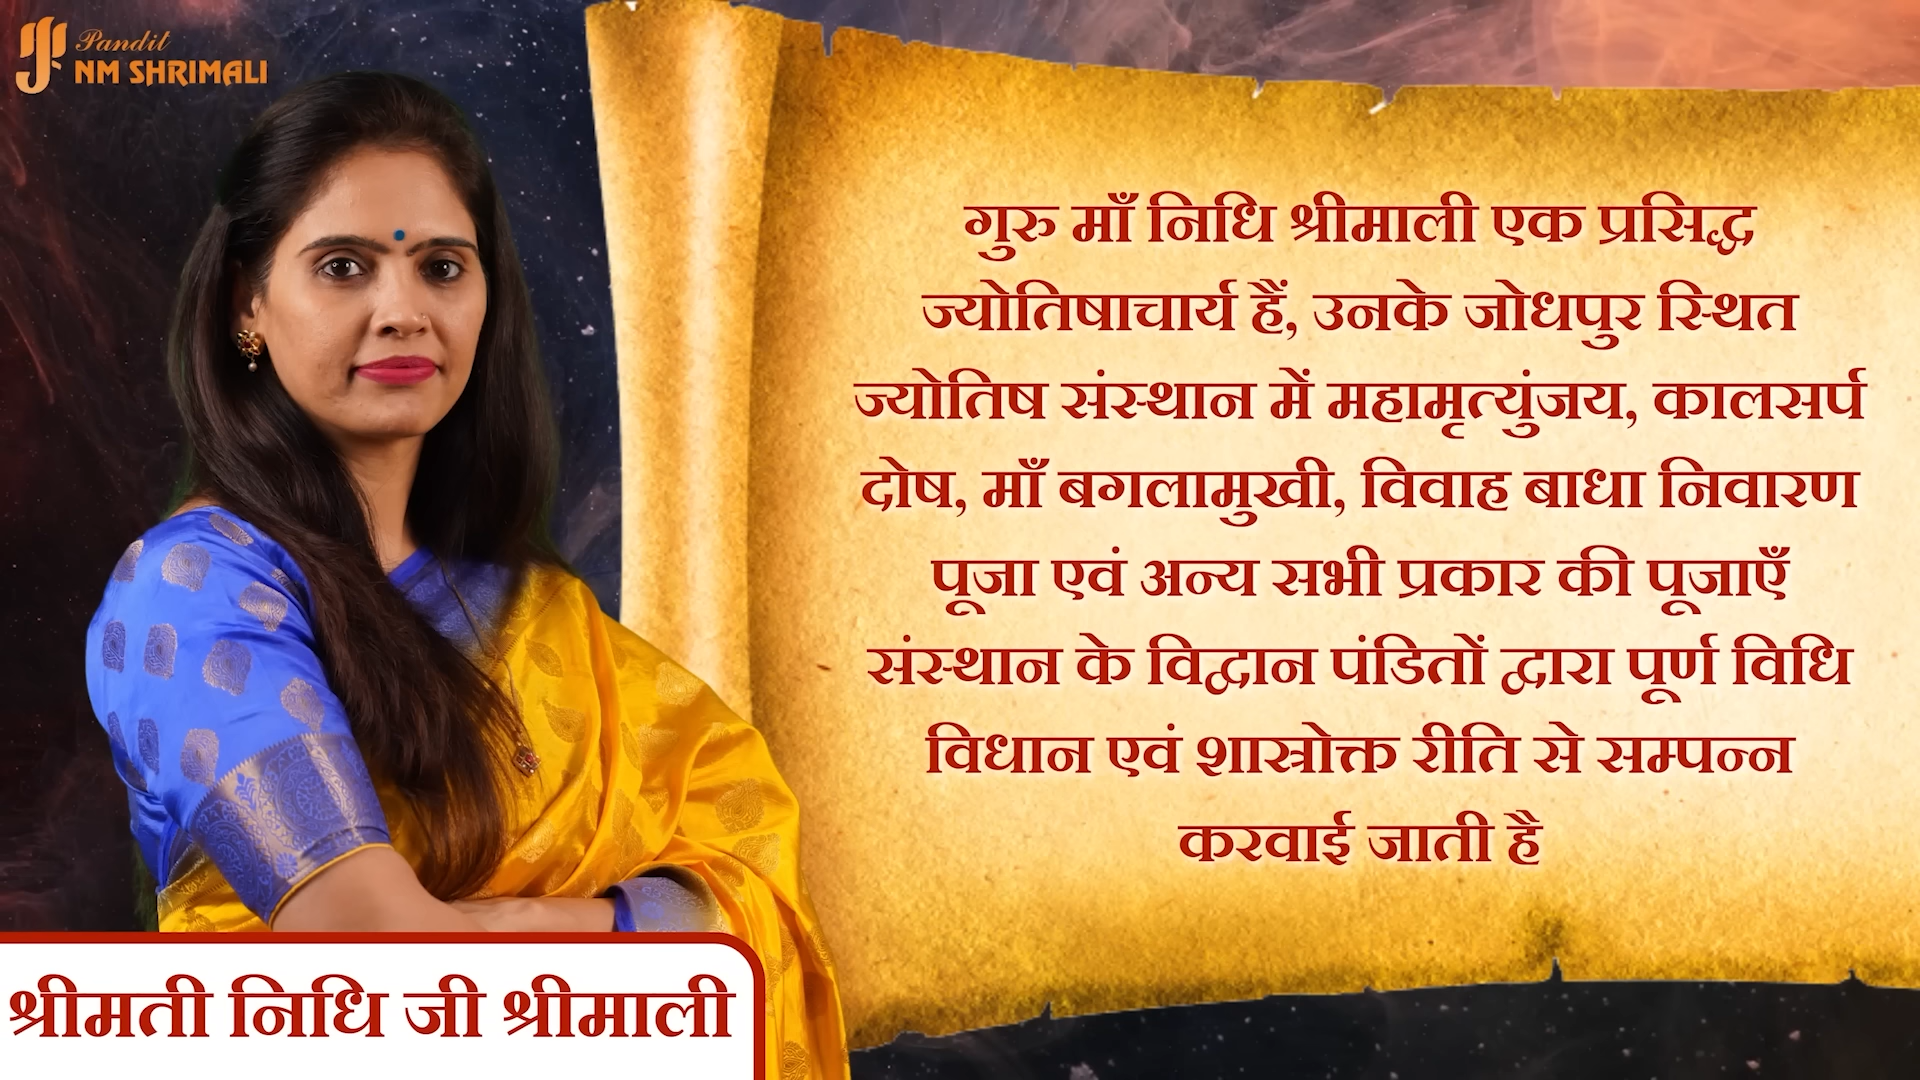 Pandit
NM SHRIMALI
गुरु माँ निधि श्रीमाली एक प्रसिद्ध
ज्योतिषाचार्य हैं, उनके जोधपुर स्थित
ज्योतिष संस्थान में महामृत्युंजय, कालसर्प
दोष, माँ बगलामुखी, विवाह बाधा निवारण
पूजा एवं अन्य सभी प्रकार की पूजाएँ
संस्थान के विद्वान पंडितों द्वारा पूर्ण विधि
विधान एवं शास्त्रोक्त रीति से सम्पन्न
करवाई जाती है
श्रीमती निधि जी श्रीमाली